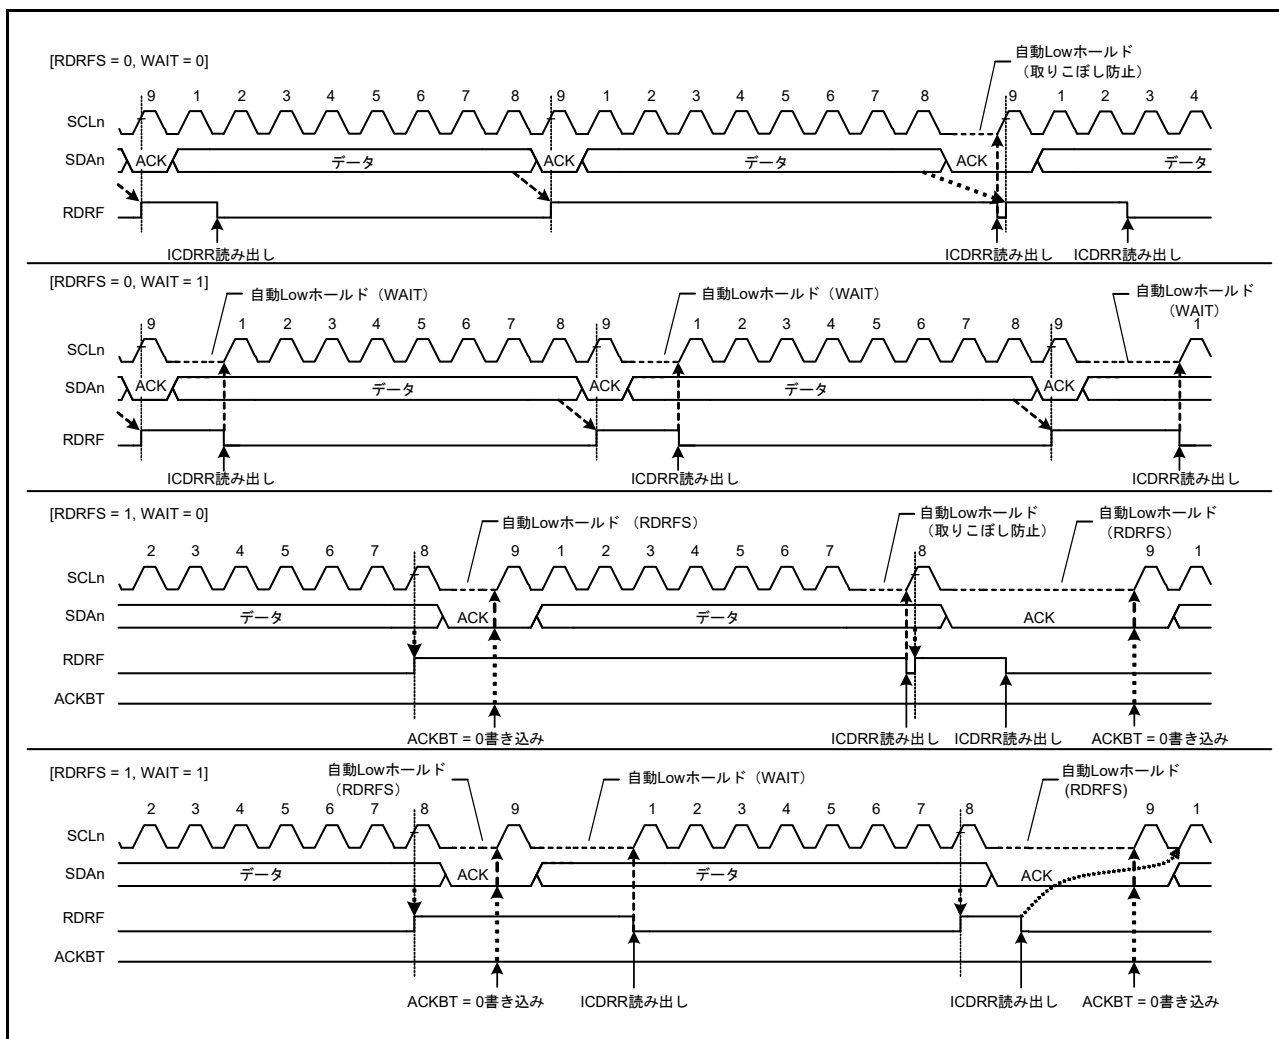 [RDRFS = 0, WAIT = 0]
自動Lowホールド
（取りこぼし防止）
9 1 2 3 4 5 6 7 8 9 1 2 3 4 5 6 7 8 9 1 2 3 4
SCLn
SDAn ACK データ ACK データ ACK データ
RDRF
ICDRR読み出し ICDRR読み出し ICDRR読み出し
[RDRFS = 0, WAIT = 1]
自動Lowホールド（WAIT） 自動Lowホールド（WAIT） 自動Lowホールド
（WAIT）
9 1 2 3 4 5 6 7 8 9 1 2 3 4 5 6 7 8 9 1
SCLn
SDAn ACK データ ACK データ ACK
RDRF
ICDRR読み出し ICDRR読み出し ICDRR読み出し
[RDRFS = 1, WAIT = 0]
自動Lowホールド （RDRFS） 自動Lowホールド 自動Lowホールド
（取りこぼし防止） （RDRFS）
2 3 4 5 6 7 8 9 1 2 3 4 5 6 7 8 9 1
SCLn
SDAn データ ACK データ ACK
RDRF
ACKBT
ACKBT = 0書き込み ICDRR読み出し ICDRR読み出し ACKBT = 0書き込み
[RDRFS = 1, WAIT = 1]
自動Lowホールド 自動Lowホールド（WAIT） 自動Lowホールド
（RDRFS） (RDRFS)
2 3 4 5 6 7 8 9 1 2 3 4 5 6 7 8 9 1
SCLn
SDAn データ ACK データ ACK
RDRF
ACKBT
ACKBT = 0書き込み ICDRR読み出し ICDRR読み出し ACKBT = 0書き込み